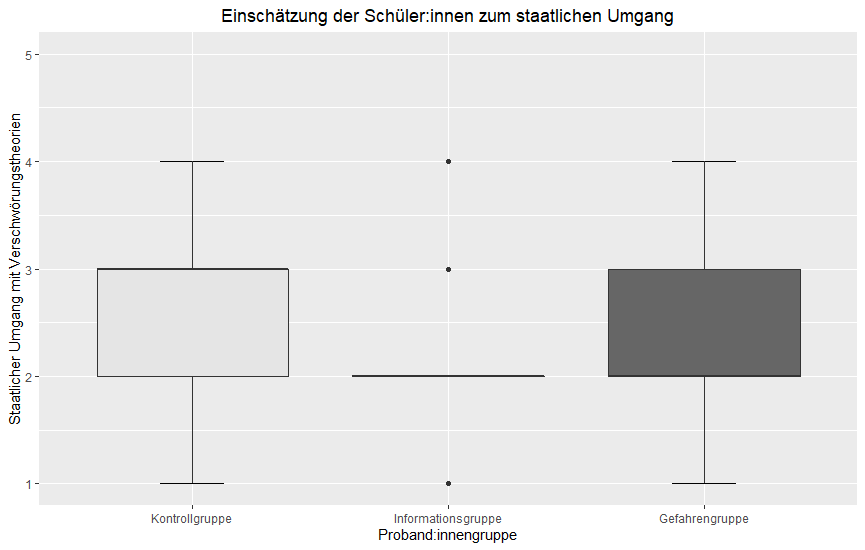 Einschätzung der Schüler:innen zum staatlichen Umgang
Staatlicher Umgang mit Verschwörungstheorien
5
4
3
2
1
Kontrollgruppe
Informationsgruppe
Gefahrengruppe
Proband:innengruppe